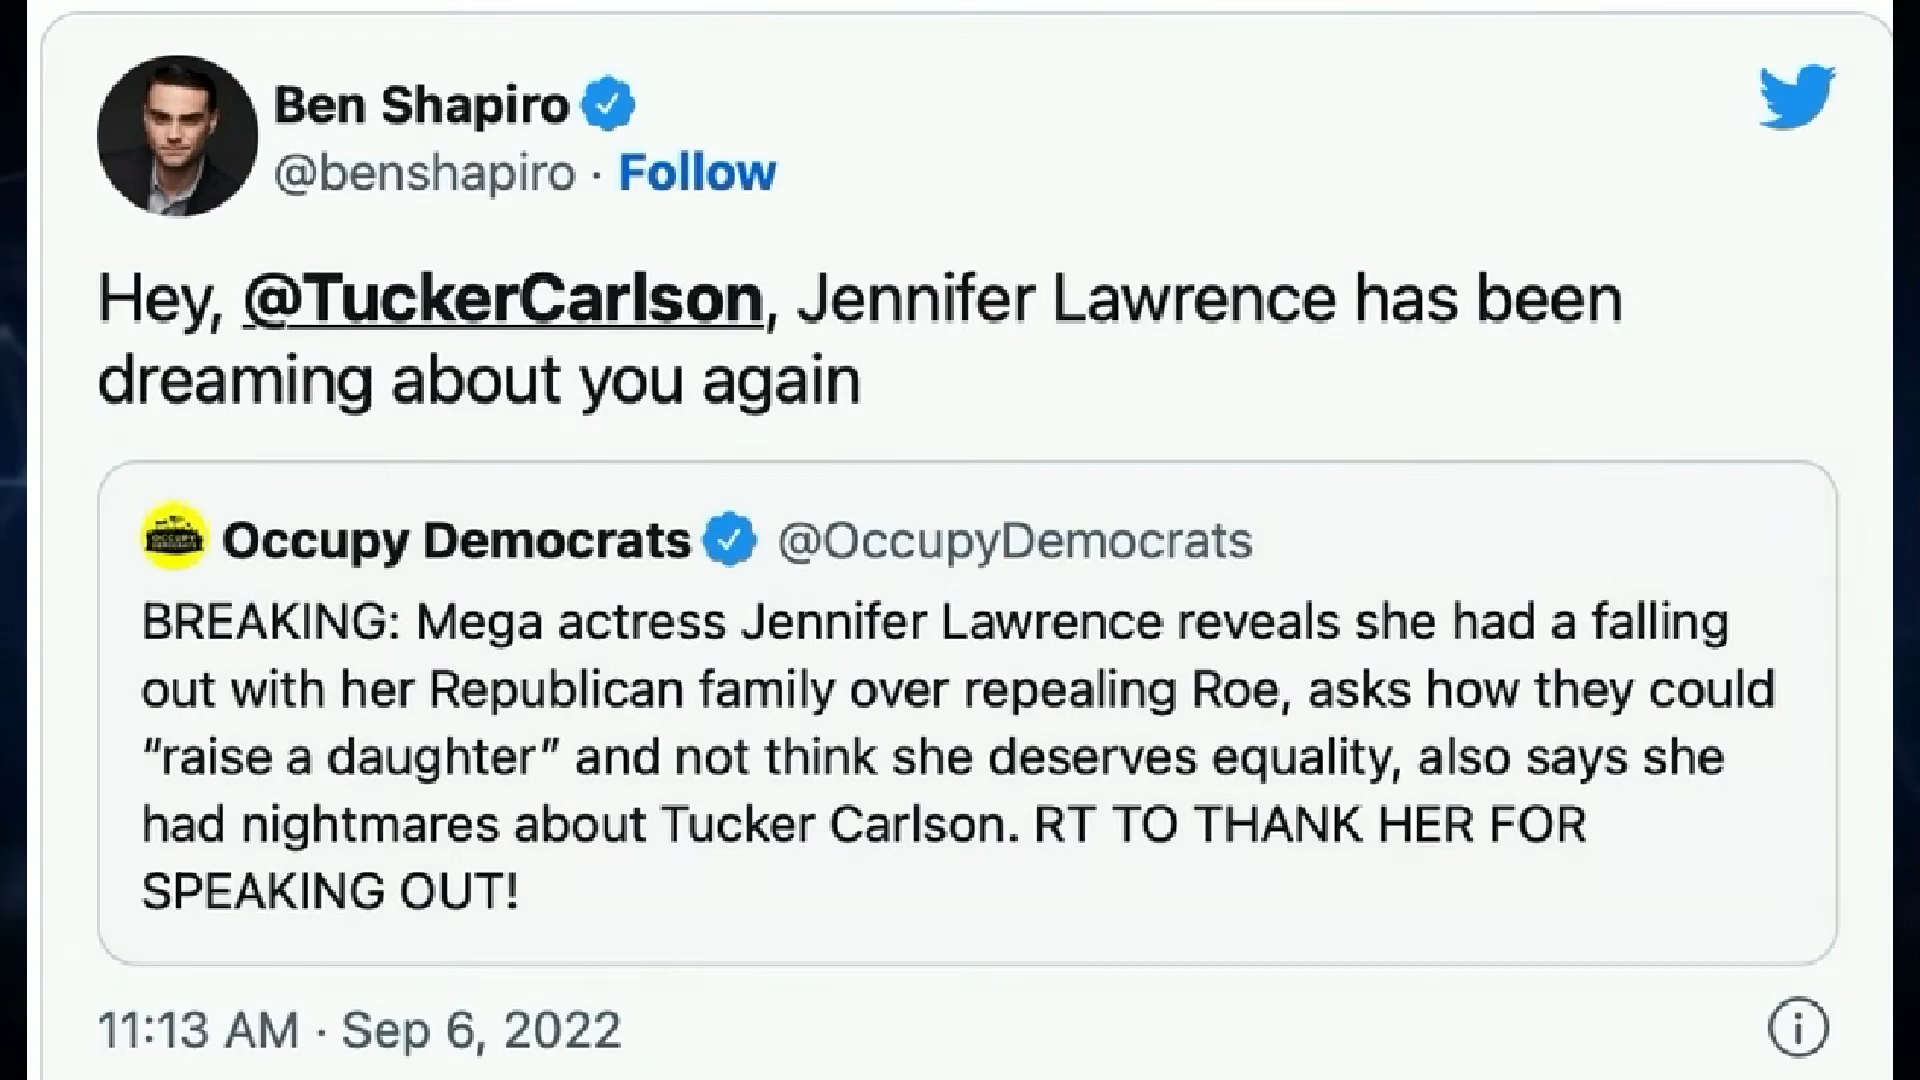 Ben Shapiro
@benshapiro · Follow
Hey, @TuckerCarlson, Jennifer Lawrence has been
dreaming about you again
OCCUPY
DEMOCRATS
Occupy Democrats @OccupyDemocrats
BREAKING: Mega actress Jennifer Lawrence reveals she had a falling
out with her Republican family over repealing Roe, asks how they could
"raise a daughter" and not think she deserves equality, also says she
had nightmares about Tucker Carlson. RT TO THANK HER FOR
SPEAKING OUT!
11:13 AM · Sep 6, 2022